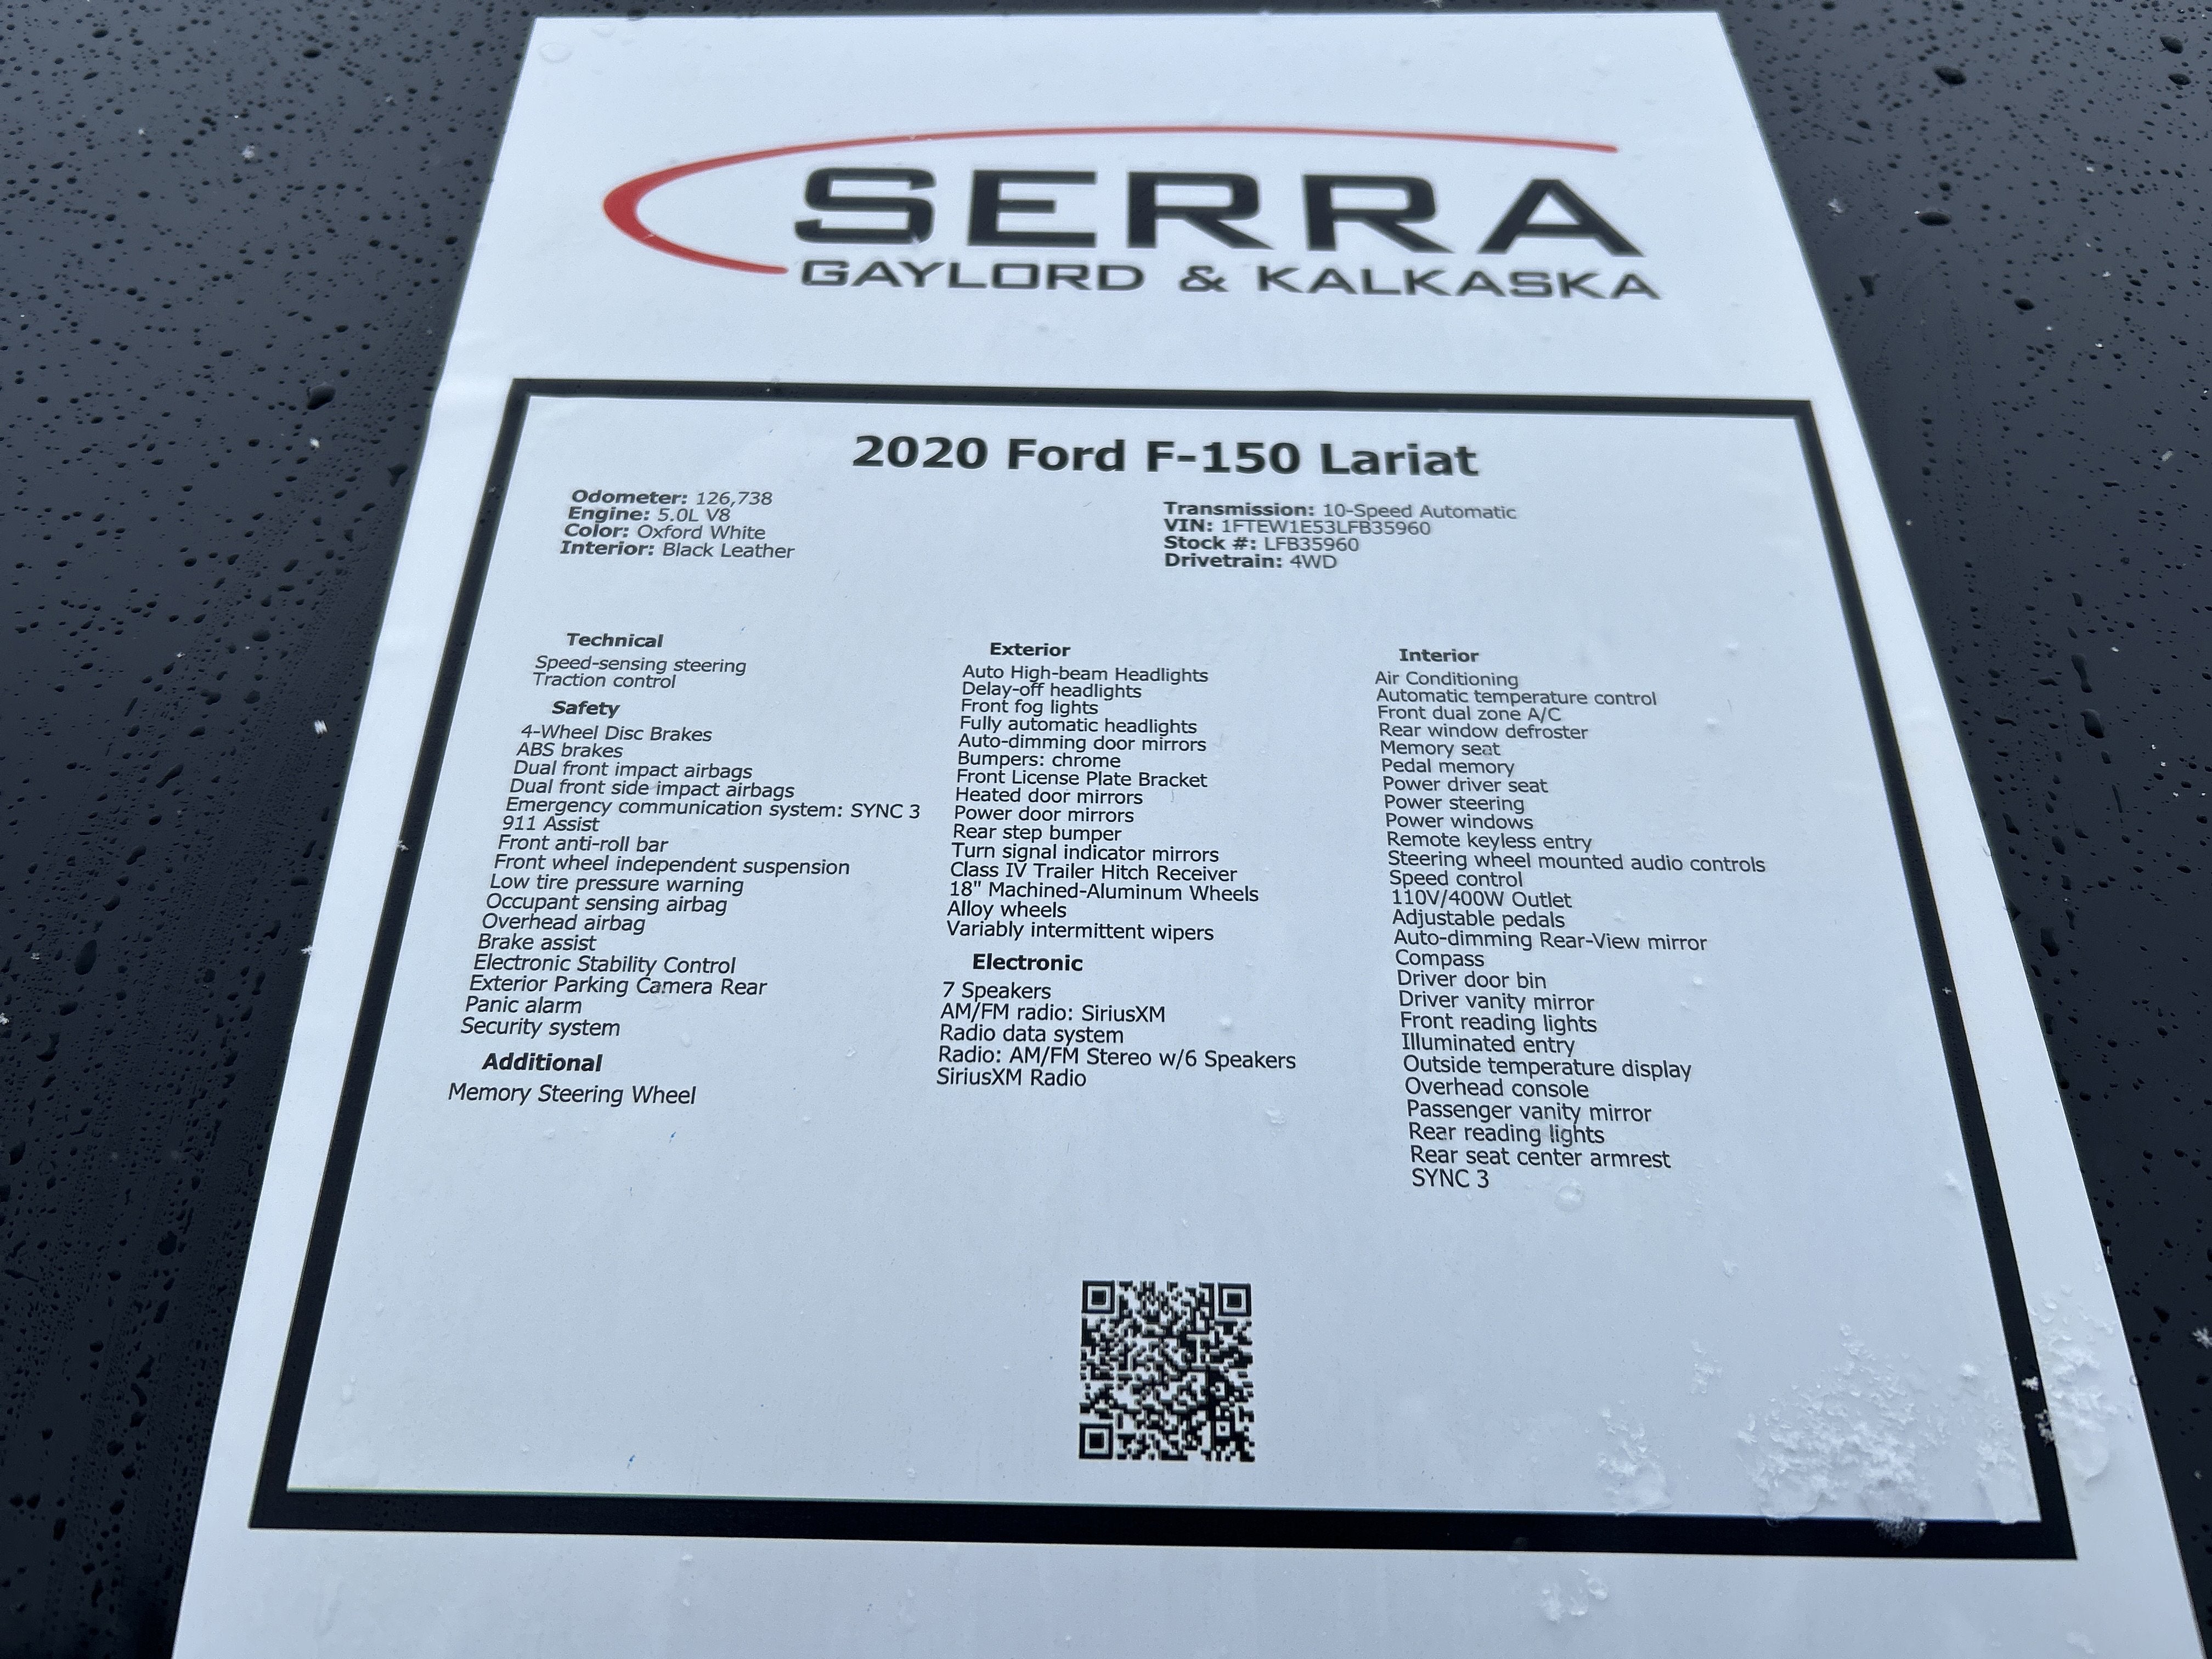 SERRA
GAYLORD & KALKASKA
2020 Ford F-150 Lariat
Odometer: 126,738
Engine: 5.0L V8
Color: Oxford White
Interior: Black Leather
Transmission: 10-Speed Automatic
VIN: 1FTEW1E53LFB35960
Stock #: LFB35960
Drivetrain: 4WD
Technical
Speed-sensing steering
Traction control
Safety
4-Wheel Disc Brakes
ABS brakes
Dual front impact airbags
Dual front side impact airbags
Emergency communication system: SYNC 3
911 Assist
Front anti-roll bar
Front wheel independent suspension
Low tire pressure warning
Occupant sensing airbag
Overhead airbag
Brake assist
Electronic Stability Control
Exterior Parking Camera Rear
Panic alarm
Security system
Additional
Memory Steering Wheel
Exterior
Auto High-beam Headlights
Delay-off headlights
Front fog lights
Fully automatic headlights
Auto-dimming door mirrors
Bumpers: chrome
Front License Plate Bracket
Heated door mirrors
Power door mirrors
Rear step bumper
Turn signal indicator mirrors
Class IV Trailer Hitch Receiver
18" Machined-Aluminum Wheels
Alloy wheels
Variably intermittent wipers
Electronic
7 Speakers
AM/FM radio: SiriusXM
Radio data system
Radio: AM/FM Stereo w/6 Speakers
SiriusXM Radio
Interior
Air Conditioning
Automatic temperature control
Front dual zone A/C
Rear window defroster
Memory seat
Pedal memory
Power driver seat
Power steering
Power windows
Remote keyless entry
Steering wheel mounted audio controls
Speed control
110V/400W Outlet
Adjustable pedals
Auto-dimming Rear-View mirror
Compass
Driver door bin
Driver vanity mirror
Front reading lights
Illuminated entry
Outside temperature display
Overhead console
Passenger vanity mirror
Rear reading lights
Rear seat center armrest
SYNC 3